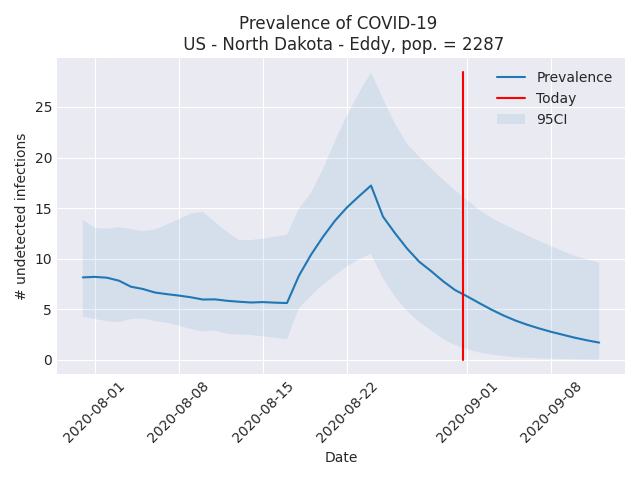 Prevalence of COVID-19
US - North Dakota - Eddy, pop. = 2287
Prevalence
Today
95CI
# undetected infections
25
20
15
10
5
0
2020-08-01
2020-08-08
2020-08-15
2020-08-22
2020-09-01
2020-09-08
Date